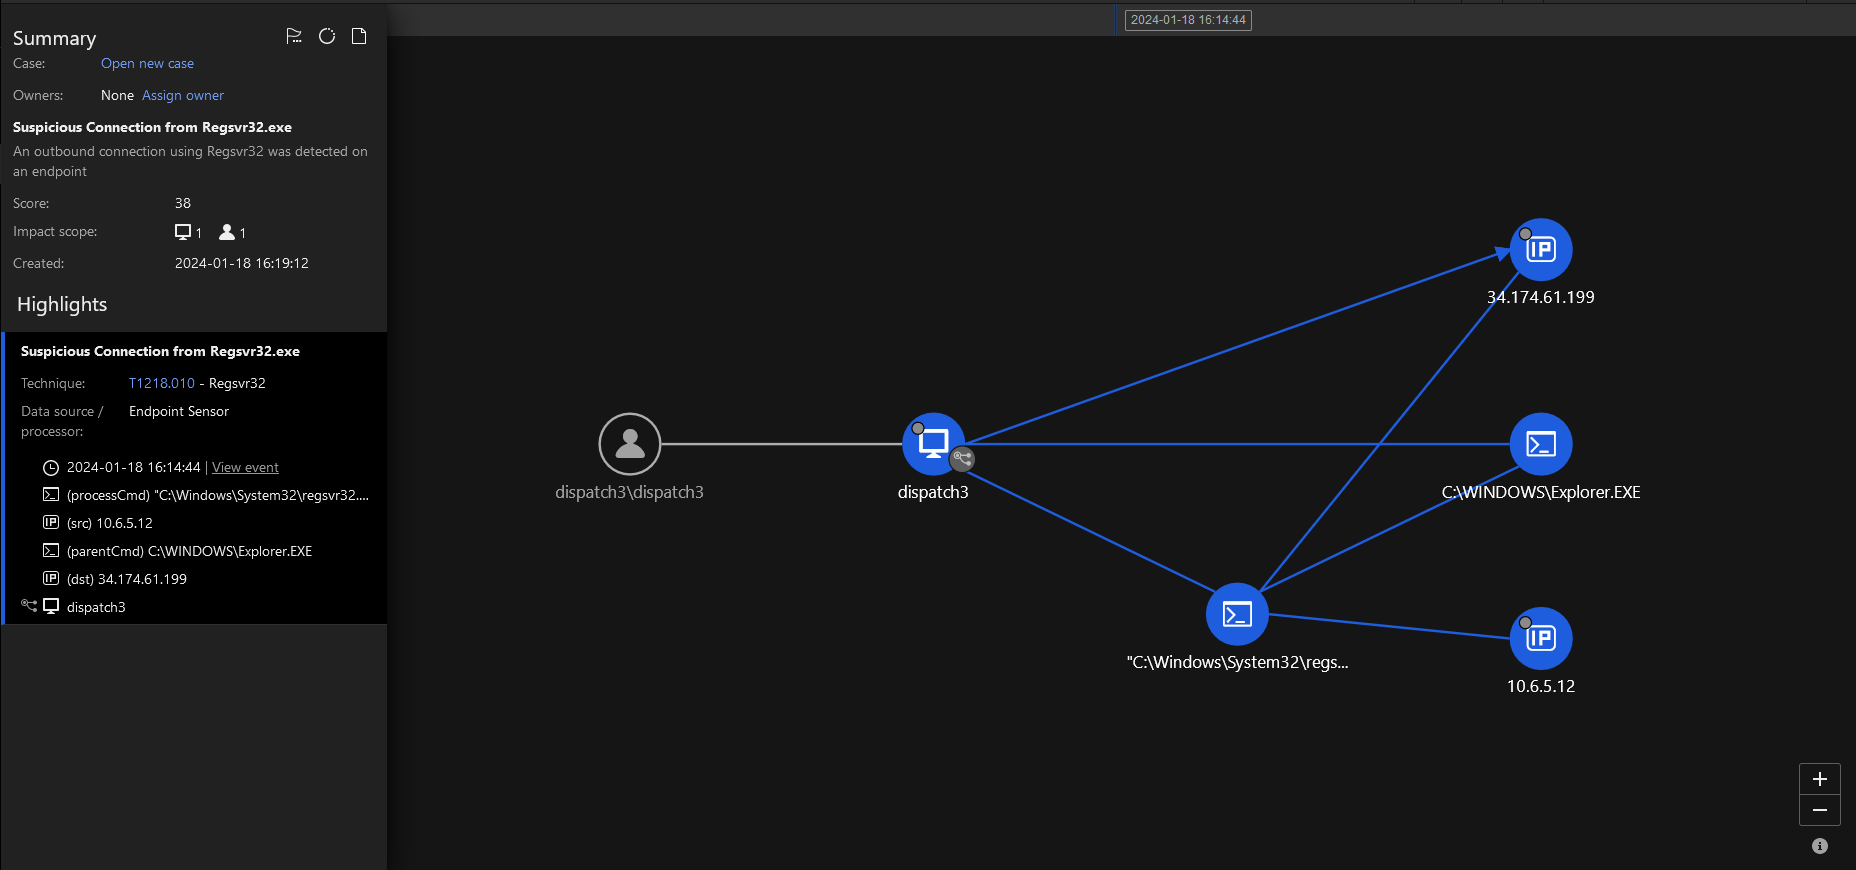 2024-01-18 16:14:44
Summary
Case: Open new case
Owners: None Assign owner
Suspicious Connection from Regsvr32.exe
An outbound connection using Regsvr32 was detected on
an endpoint
Score: 38
Impact scope: 1 1
Created: 2024-01-18 16:19:12
Highlights
Suspicious Connection from Regsvr32.exe
Technique: T1218.010 - Regsvr32
Data source / Endpoint Sensor
processor:
2024-01-18 16:14:44 | View event
(processCmd) "C:\Windows\System32\regsvr32....
IP (src) 10.6.5.12
(parentCmd) C:\WINDOWS\Explorer.EXE
IP (dst) 34.174.61.199
dispatch3
IP
34.174.61.199
dispatch3\dispatch3
dispatch3
C:\WINDOWS\Explorer.EXE
"C:\Windows\System32\regs...
IP
10.6.5.12